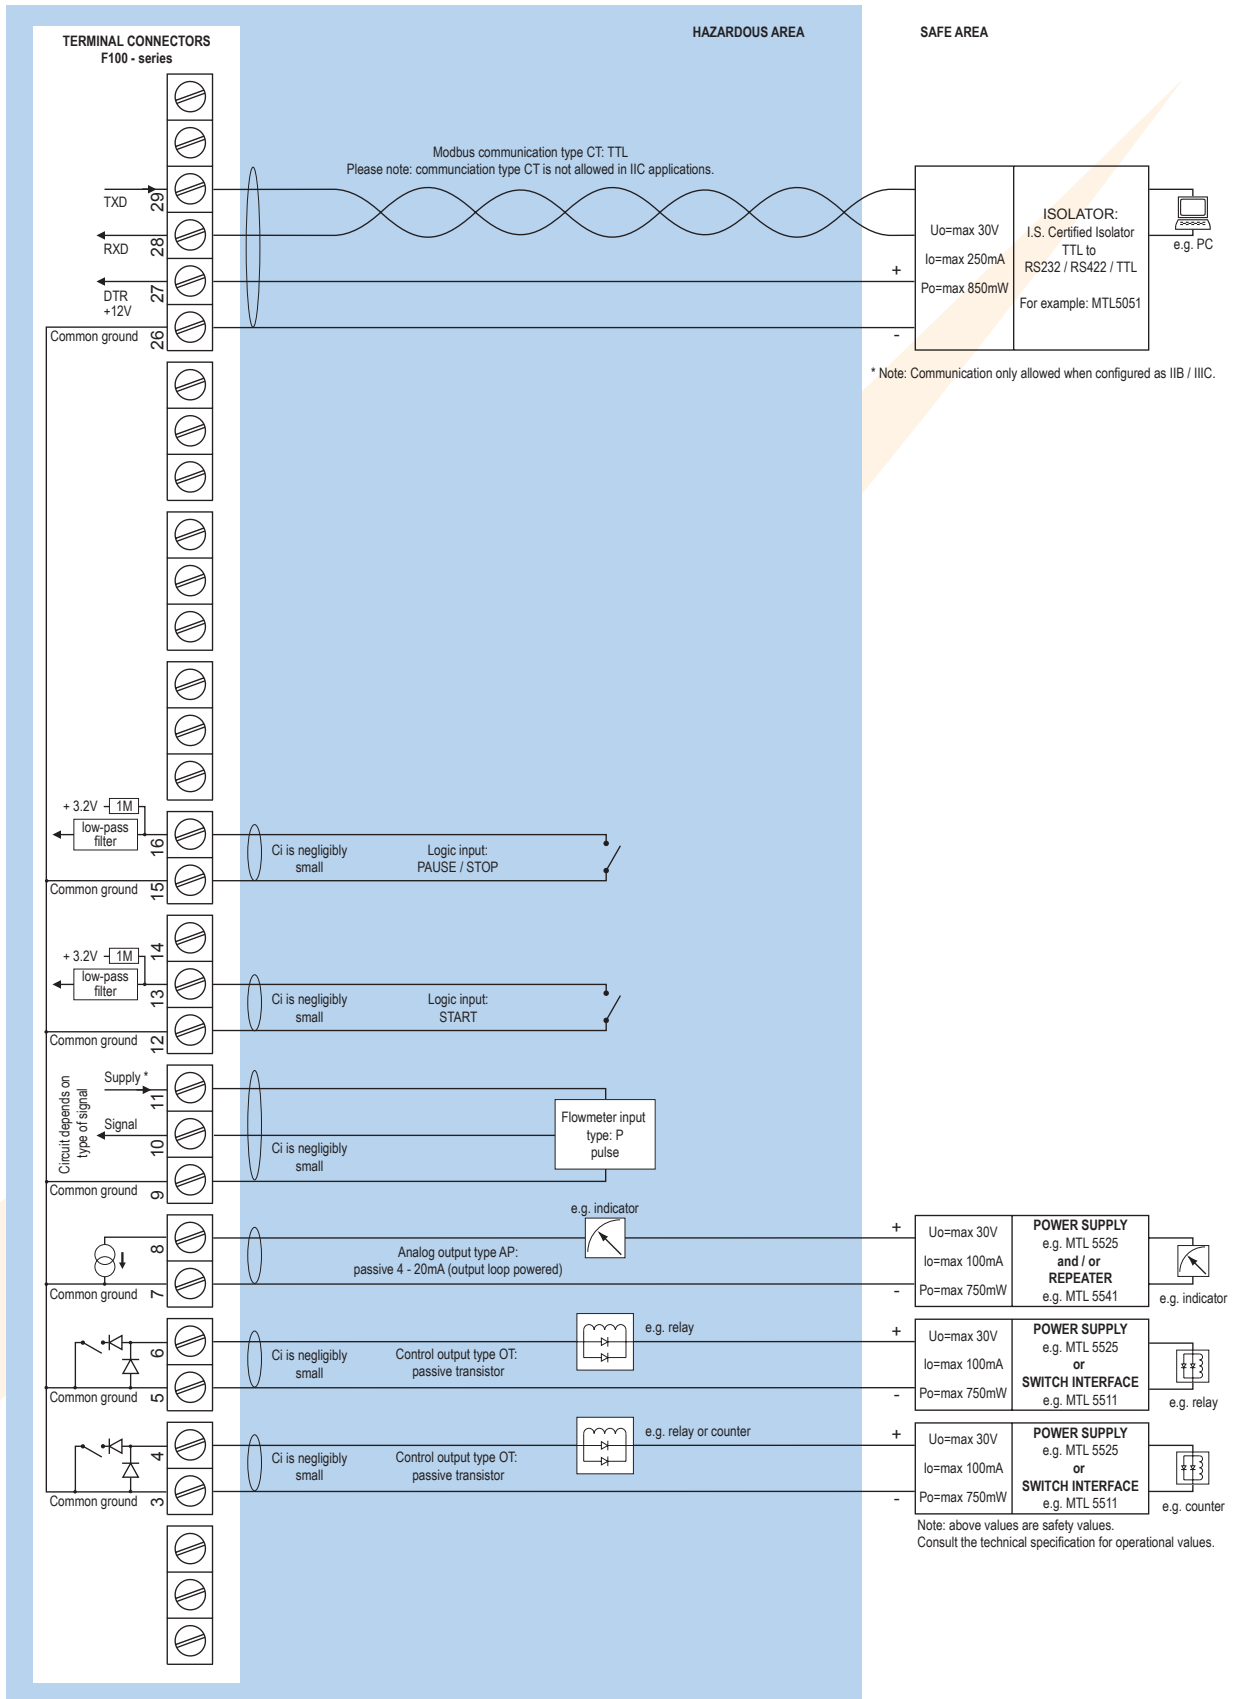 TERMINAL CONNECTORS
F100 - series
HAZARDOUS AREA
SAFE AREA
Modbus communication type CT: TTL
Please note: communciation type CT is not allowed in IIC applications.
TXD
29
RXD
28
DTR
+12V
27
Common ground
26
+
-
Uo=max 30V
Io=max 250mA
Po=max 850mW
ISOLATOR:
I.S. Certified Isolator
TTL to
RS232 / RS422 / TTL
For example: MTL5051
e.g. PC
* Note: Communication only allowed when configured as IIB / IIIC.
+ 3.2V
1M
low-pass
filter
16
Common ground
15
Ci is negligibly
small
Logic input:
PAUSE / STOP
14
+ 3.2V
1M
low-pass
filter
13
Common ground
12
Ci is negligibly
small
Logic input:
START
Circuit depends on
type of signal
Supply *
11
Signal
10
Common ground
9
Ci is negligibly
small
Flowmeter input
type: P
pulse
8
Common ground
7
Analog output type AP:
passive 4 - 20mA (output loop powered)
e.g. indicator
+
-
Uo=max 30V
Io=max 100mA
Po=max 750mW
POWER SUPPLY
e.g. MTL 5525
and / or
REPEATER
e.g. MTL 5541
e.g. indicator
6
Common ground
5
Ci is negligibly
small
Control output type OT:
passive transistor
e.g. relay
+
-
Uo=max 30V
Io=max 100mA
Po=max 750mW
POWER SUPPLY
e.g. MTL 5525
or
SWITCH INTERFACE
e.g. MTL 5511
e.g. relay
4
Common ground
3
Ci is negligibly
small
Control output type OT:
passive transistor
e.g. relay or counter
+
-
Uo=max 30V
Io=max 100mA
Po=max 750mW
POWER SUPPLY
e.g. MTL 5525
or
SWITCH INTERFACE
e.g. MTL 5511
e.g. counter
Note: above values are safety values.
Consult the technical specification for operational values.